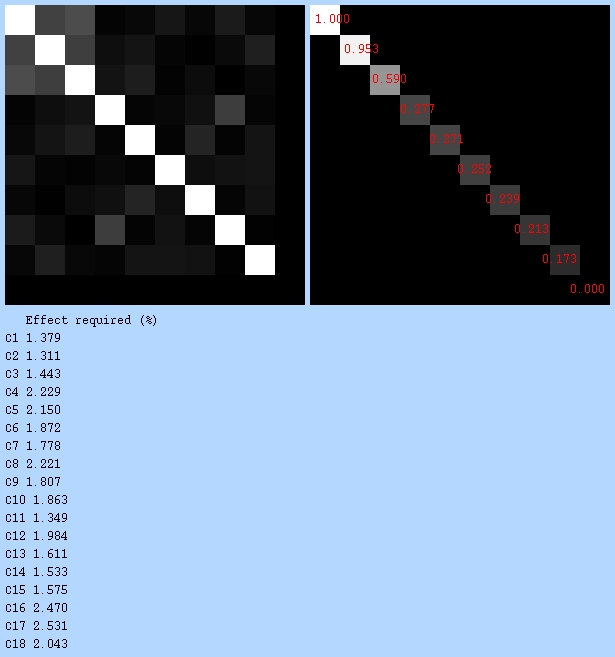 1.000
0.953
0.590
0.277
0.271
0.252
0.239
0.213
0.173
0.000
Effect required (%)
C1 1.379
C2 1.311
C3 1.443
C4 2.229
C5 2.150
C6 1.872
C7 1.778
C8 2.221
C9 1.807
C10 1.863
C11 1.349
C12 1.984
C13 1.611
C14 1.533
C15 1.575
C16 2.470
C17 2.531
C18 2.043